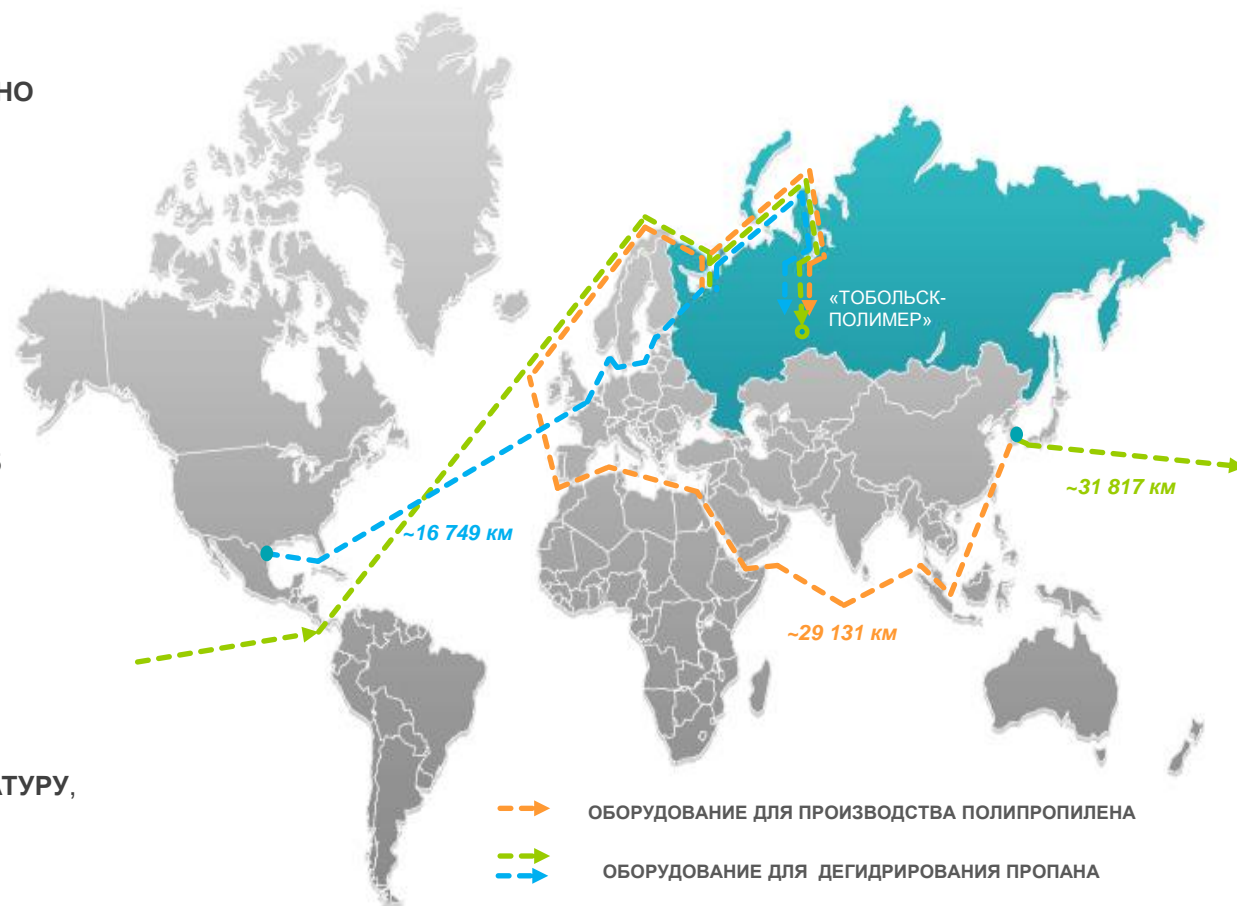 НО
«ТОБОЛЬСК-
ПОЛИМЕР»
~31 817 км
~16 749 км
~29 131 км
АТУРУ,
ОБОРУДОВАНИЕ ДЛЯ ПРОИЗВОДСТВА ПОЛИПРОПИЛЕНА
ОБОРУДОВАНИЕ ДЛЯ ДЕГИДРИРОВАНИЯ ПРОПАНА